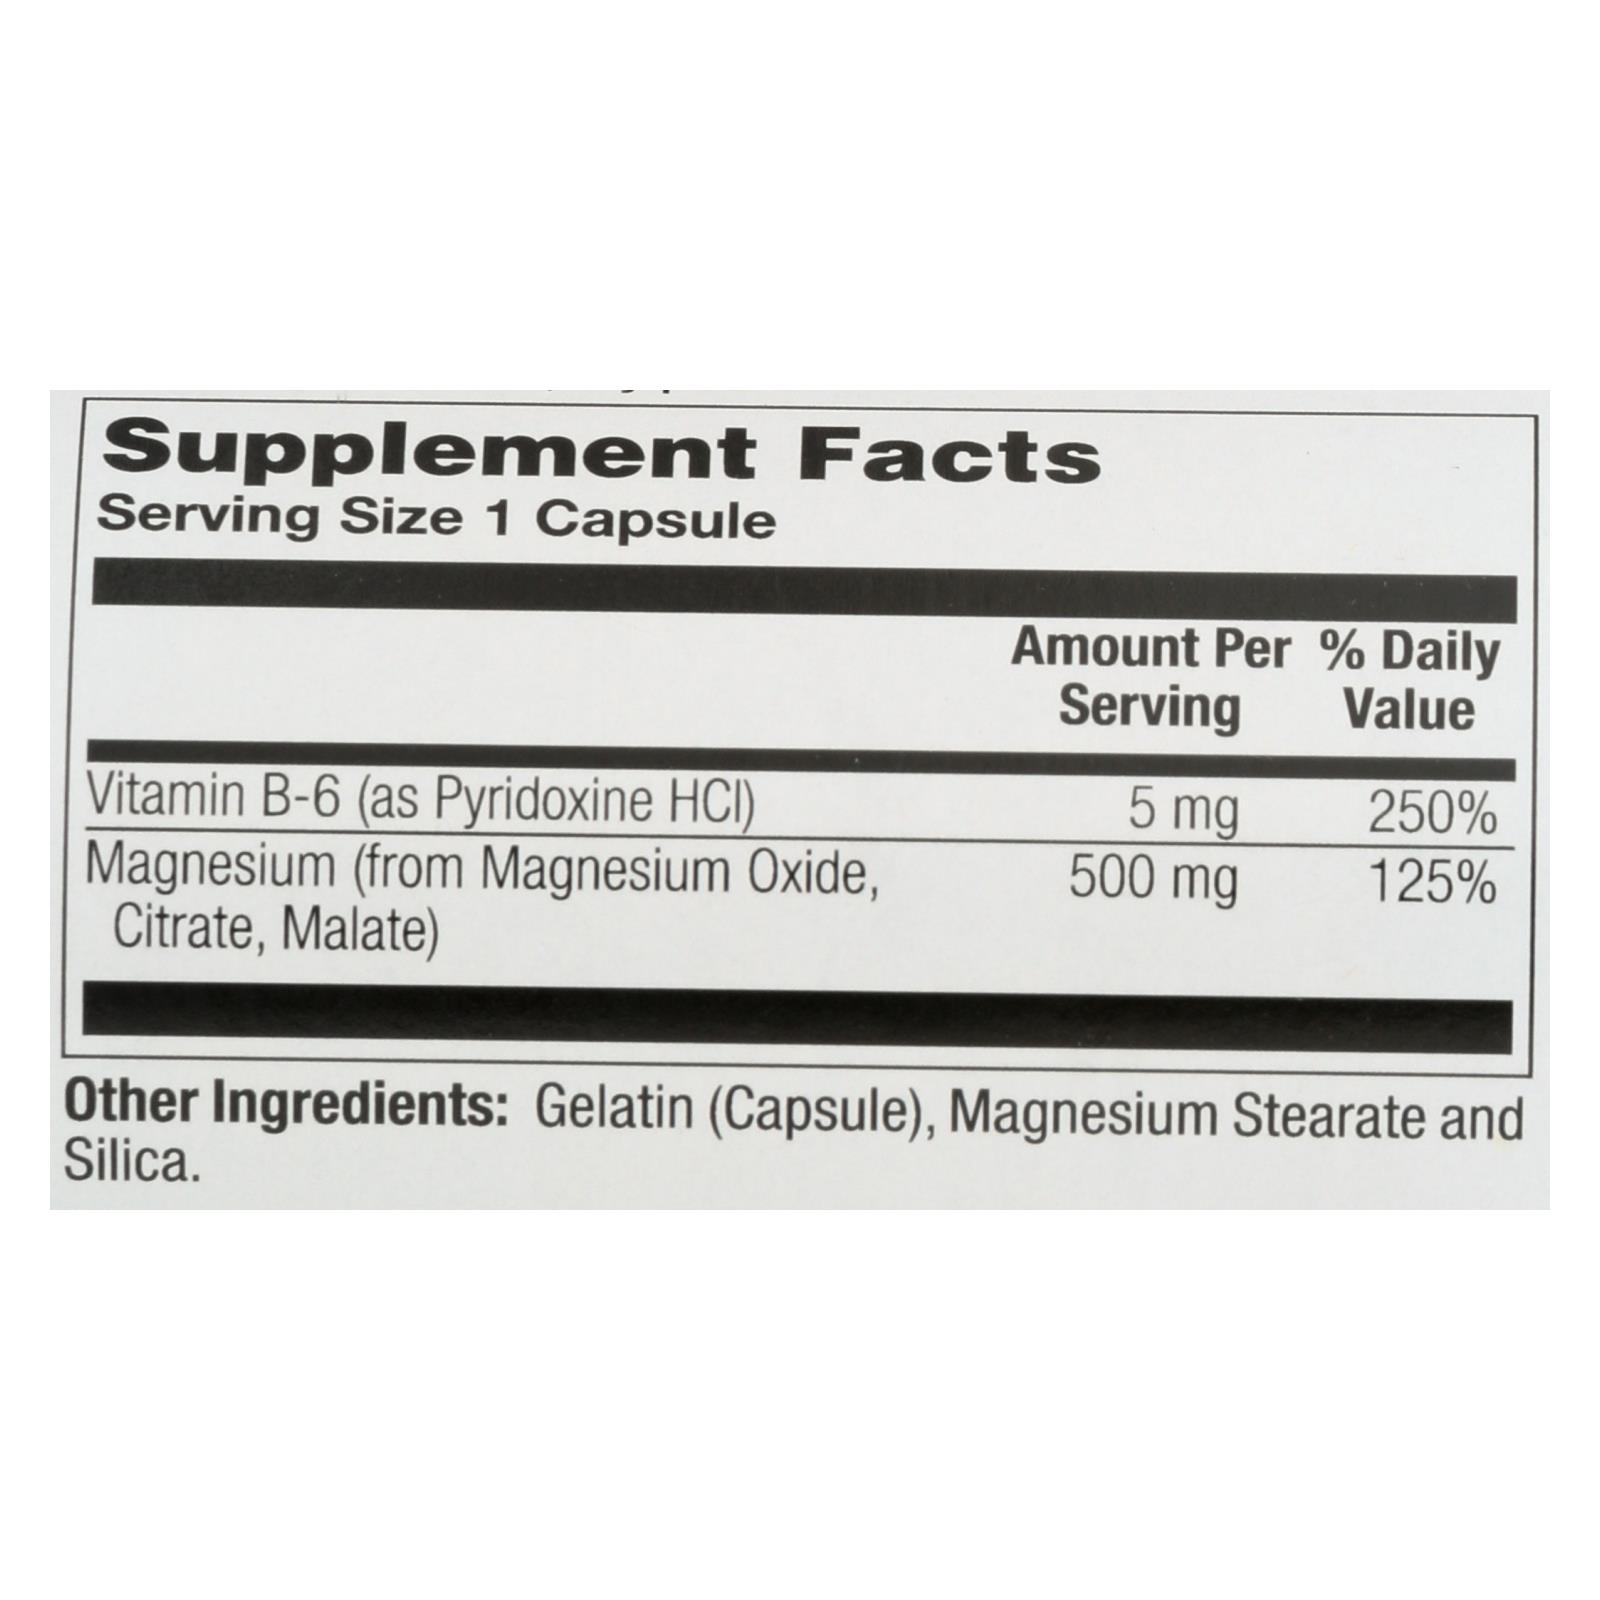 Supplement Facts
Serving Size 1 Capsule
Amount Per % Daily
Serving Value
Vitamin B-6 (as Pyridoxine HCl) 5 mg 250%
Magnesium (from Magnesium Oxide, 500 mg 125%
Citrate, Malate)
Other Ingredients: Gelatin (Capsule), Magnesium Stearate and
Silica.